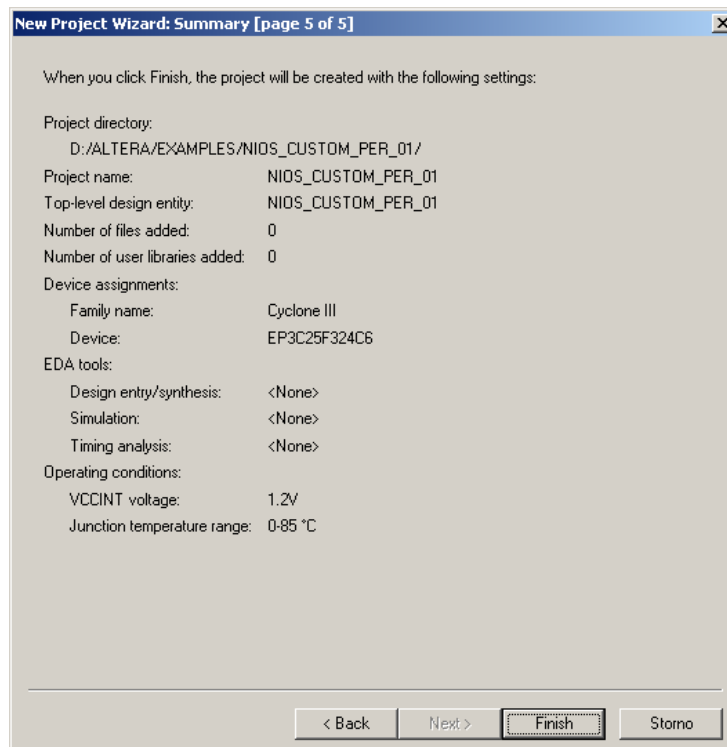 New Project Wizard: Summary [page 5 of 5]
When you click Finish, the project will be created with the following settings:
Project directory:
D:/ALTERA/EXAMPLES/NIOS_CUSTOM_PER_01/
Project name: NIOS_CUSTOM_PER_01
Top-level design entity: NIOS_CUSTOM_PER_01
Number of files added: 0
Number of user libraries added: 0
Device assignments:
Family name: Cyclone III
Device: EP3C25F324C6
EDA tools:
Design entry/synthesis: <None>
Simulation: <None>
Timing analysis: <None>
Operating conditions:
VCCINT voltage: 1.2V
Junction temperature range: 0-85 °C
< Back Next > Finish Storno